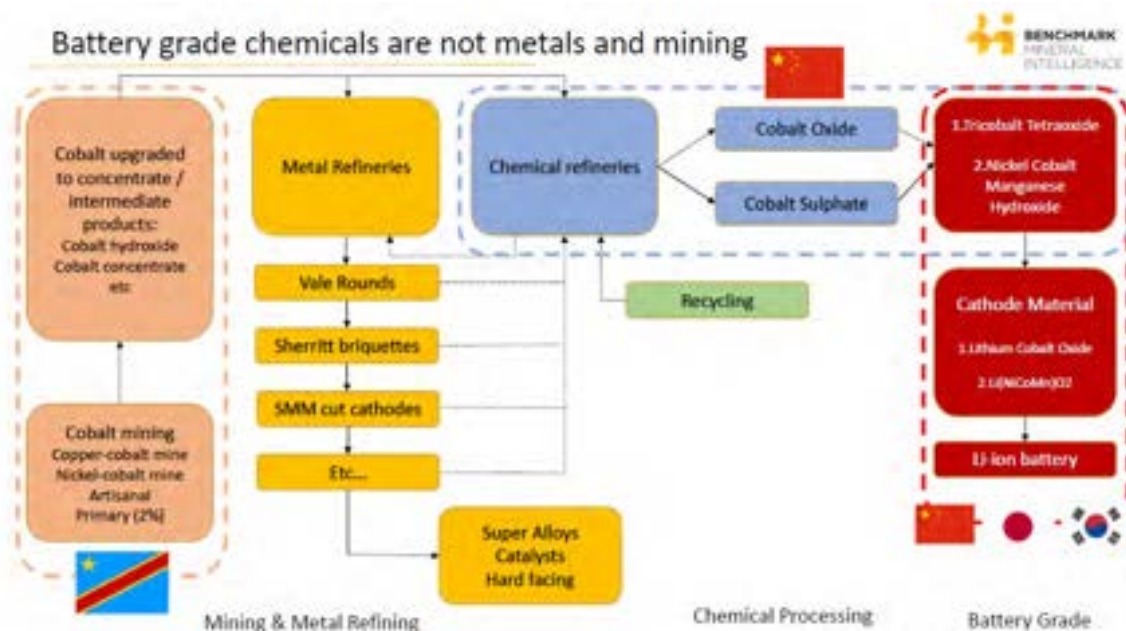 Battery grade chemicals are not metals and mining
BENCHMARK
MINERAL
INTELLIGENCE
Cobalt upgraded
to concentrate /
intermediate
products:
Cobalt hydroxide
Cobalt concentrate
etc
Metal Refineries
Chemical refineries
Cobalt Oxide
Cobalt Sulphate
1.Tricobalt Tetraoxide
2.Nickel Cobalt
Manganese
Hydroxide
Vale Rounds
Sherritt briquettes
SMM cut cathodes
Etc...
Recycling
Cathode Material
1.Lithium Cobalt Oxide
2.Li(NiCoMn)O2
Li-ion battery
Cobalt mining
Copper-cobalt mine
Nickel-cobalt mine
Artisanal
Primary (2%)
Super Alloys
Catalysts
Hard facing
Mining & Metal Refining
Chemical Processing
Battery Grade